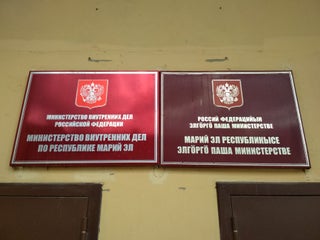 МИНИСТЕРСТВО ВНУТРЕННИХ ДЕЛ
РОССИЙСКОЙ ФЕДЕРАЦИИ
МИНИСТЕРСТВО ВНУТРЕННИХ ДЕЛ
ПО РЕСПУБЛИКЕ МАРИЙ ЭЛ
РОССИЙ ФЕДЕРАЦИЙЫН
ЭЛГӦРГӦ ПАША МИНИСТЕРСТВЕ
МАРИЙ ЭЛ РЕСПУБЛИКЫСЕ
ЭЛГӦРГӦ ПАША МИНИСТЕРСТВЕ